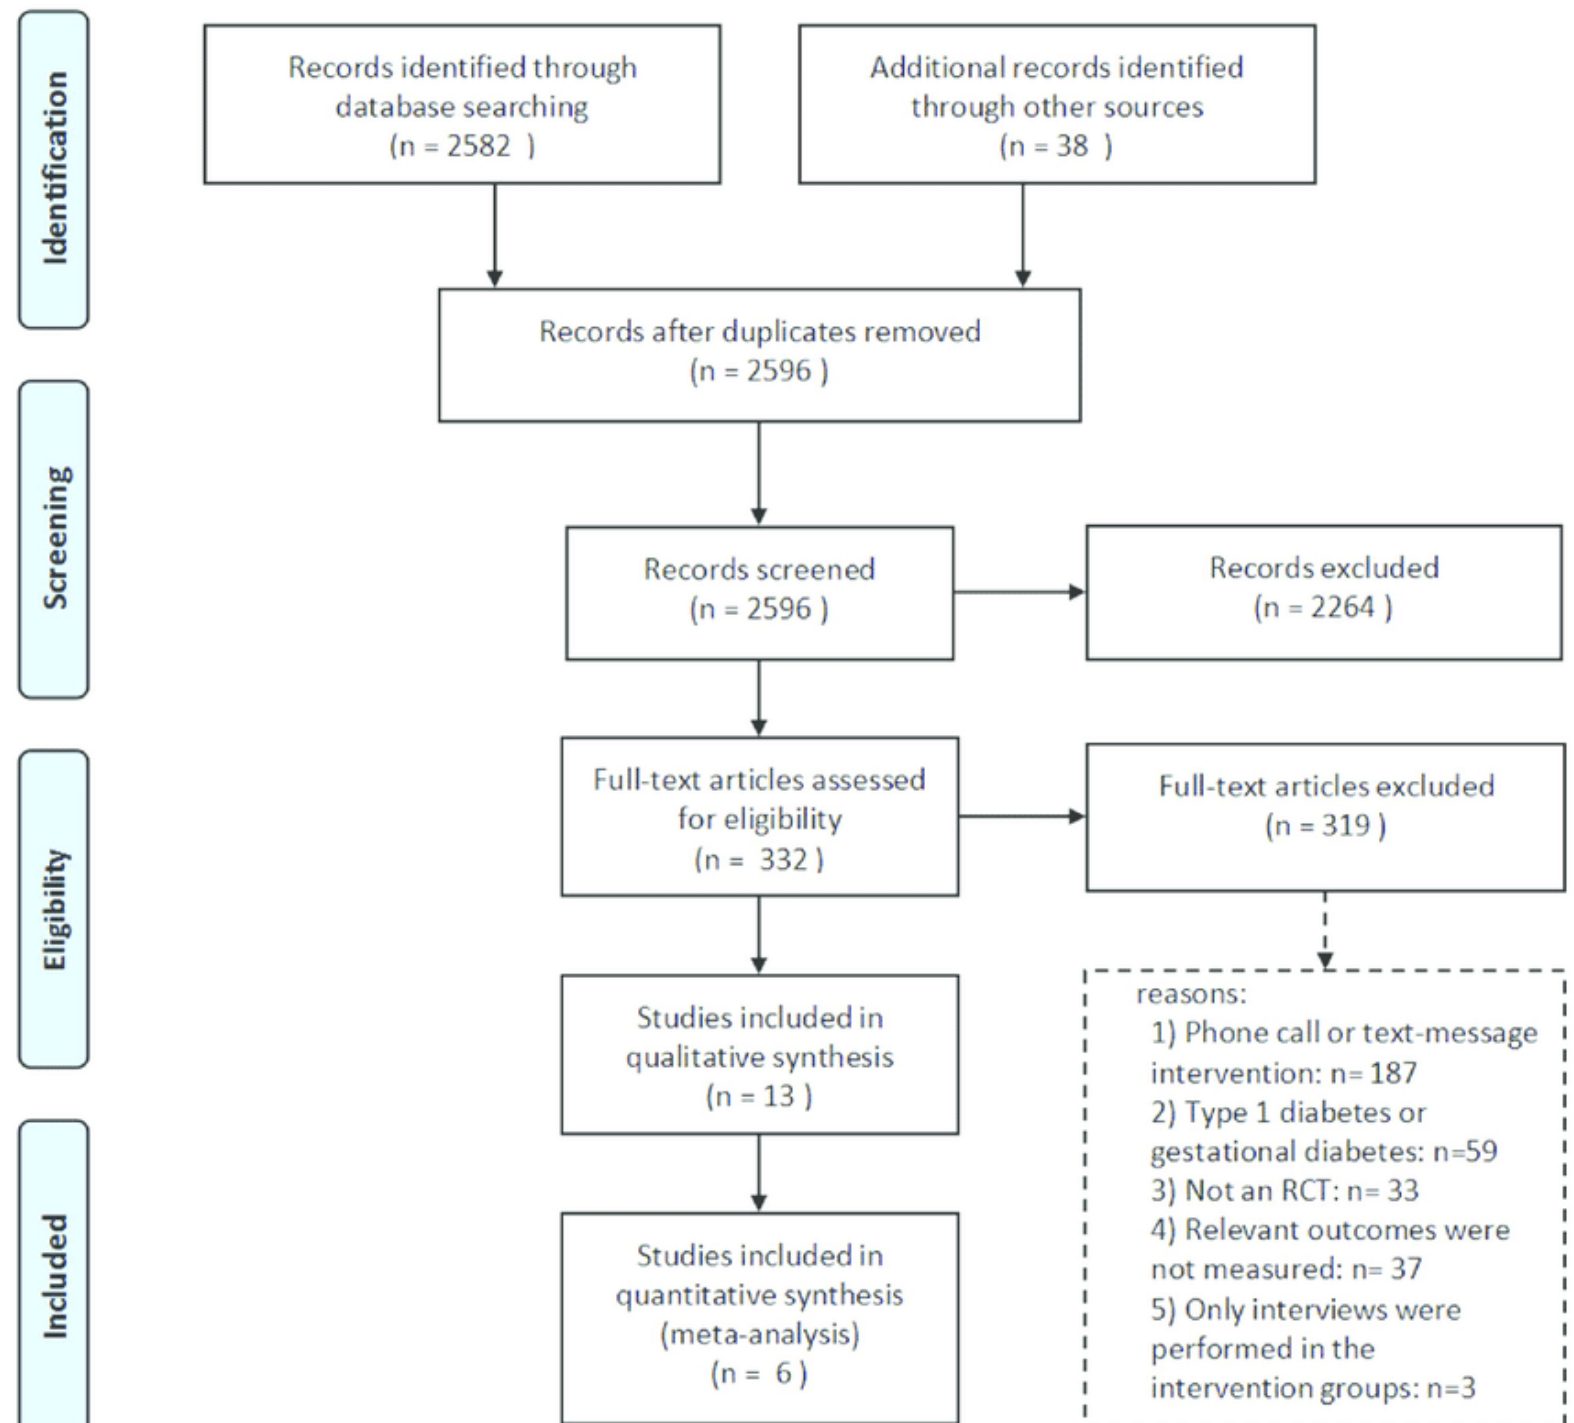 Identification
Records identified through
database searching
(n = 2582 )
Additional records identified
through other sources
(n = 38 )
Records after duplicates removed
(n = 2596 )
Screening
Records screened
(n = 2596 )
Records excluded
(n = 2264 )
Eligibility
Full-text articles assessed
for eligibility
(n = 332 )
Full-text articles excluded
(n = 319 )
Studies included in
qualitative synthesis
(n = 13 )
reasons:
1) Phone call or text-message
intervention: n= 187
2) Type 1 diabetes or
gestational diabetes: n=59
3) Not an RCT: n= 33
4) Relevant outcomes were
not measured: n= 37
5) Only interviews were
performed in the
intervention groups: n=3
Included
Studies included in
quantitative synthesis
(meta-analysis)
(n = 6 )